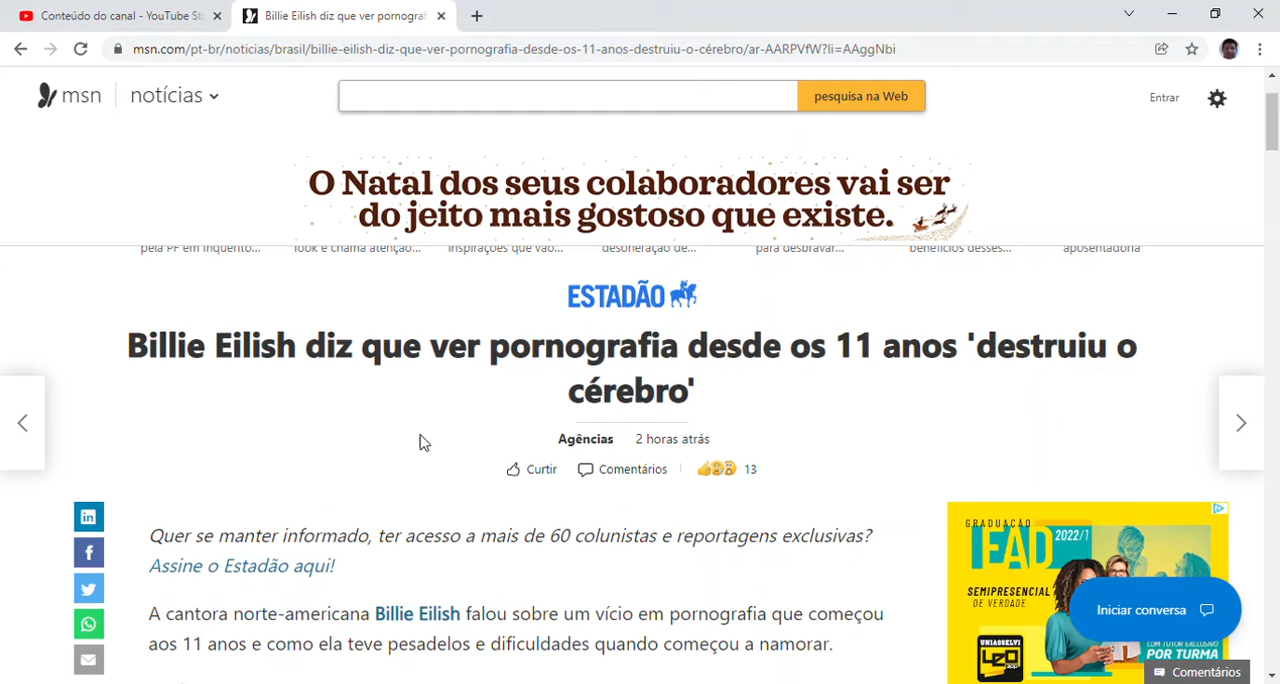 Conteúdo do canal - YouTube St
Billie Eilish diz que ver pornograf
msn.com/pt-br/noticias/brasil/billie-eilish-diz-que-ver-pornografia-desde-os-11-anos-destruiu-o-cérebro/ar-AARPVfW?li=AAggNbi
msn
notícias
pesquisa na Web
Entrar
O Natal dos seus colaboradores vai ser
do jeito mais gostoso que existe.
pela PF em inquérito...
look e chama atenção...
inspirações que vão...
desoneração de...
para desbravar...
benefícios desses...
aposentadoria
ESTADÃO
Billie Eilish diz que ver pornografia desde os 11 anos 'destruiu o
cérebro'
Agências 2 horas atrás
Curtir Comentários 13
Quer se manter informado, ter acesso a mais de 60 colunistas e reportagens exclusivas?
Assine o Estadão aqui!
A cantora norte-americana Billie Eilish falou sobre um vício em pornografia que começou
aos 11 anos e como ela teve pesadelos e dificuldades quando começou a namorar.
GRADUAÇÃO
EAD 2022/1
SEMIPRESENCIAL
DE VERDADE
Iniciar conversa
UNIASSELVI
LEO
app
COM TUTOR EXCLUSIVO
POR TURMA
Comentários